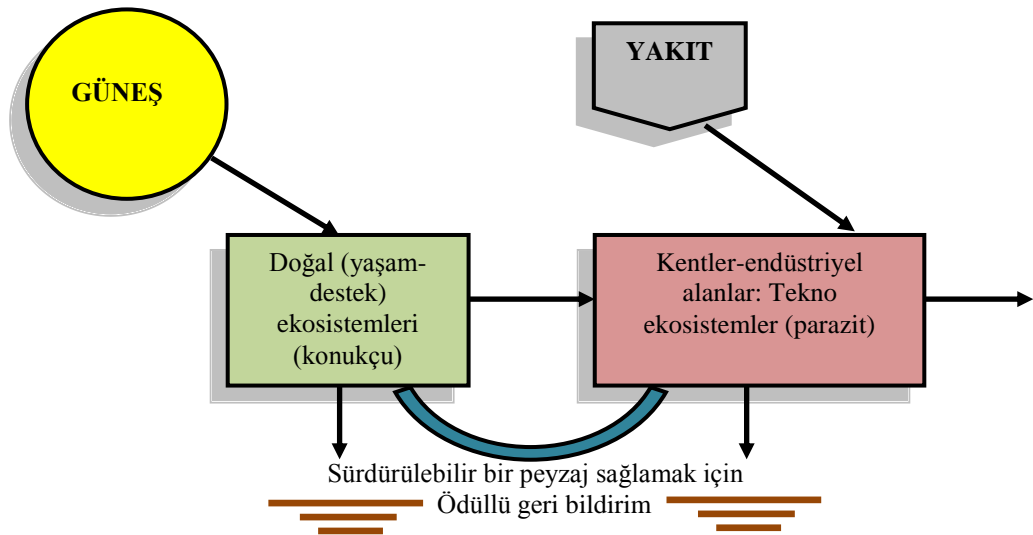 GÜNEŞ
YAKIT
Doğal (yaşam-
destek)
ekosistemleri
(konukçu)
Kentler-endüstriyel
alanlar: Tekno
ekosistemler (parazit)
Sürdürülebilir bir peyzaj sağlamak için
Ödüllü geri bildirim